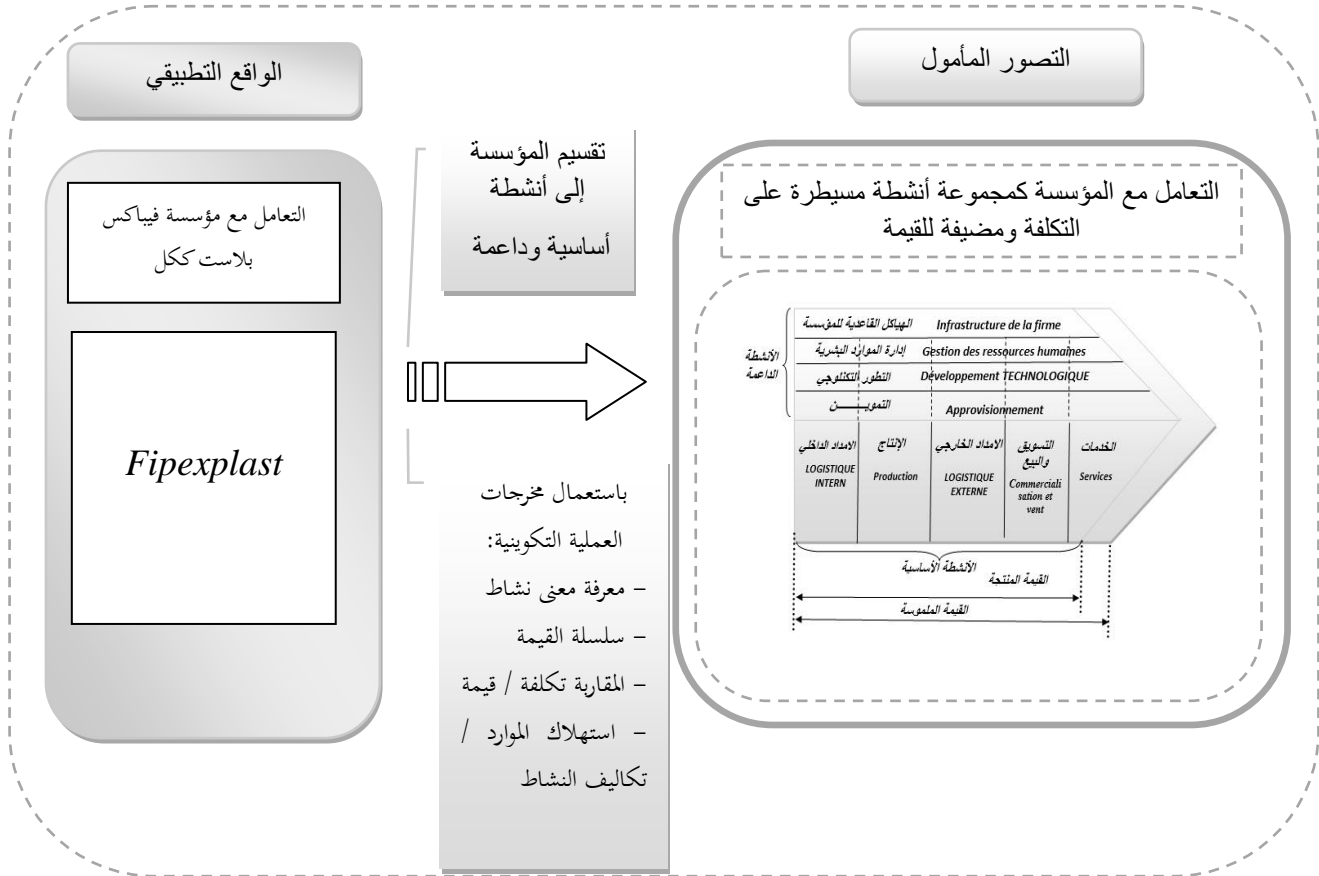 التصور المأمول
الواقع التطبيقي
التعامل مع مؤسسة فيباكس
بلاست ككل
Fipexplast
تقسيم المؤسسة
إلى أنشطة
أساسية وداعمة
باستعمال مخرجات
العملية التكوينية:
– معرفة معنى نشاط
– سلسلة القيمة
– المقاربة تكلفة / قيمة
– استهلاك الموارد /
تكاليف النشاط
التعامل مع المؤسسة كمجموعة أنشطة مسيطرة على
التكلفة ومضيفة للقيمة
الأنشطة
الداعمة
الهياكل القاعدية للمؤسسة Infrastructure de la firme
إدارة الموارد البشرية Gestion des ressources humaines
التطور التكنلوجي Développement TECHNOLOGIQUE
التمويـــــن Approvisionnement
الامداد الداخلي
LOGISTIQUE
INTERN
الإنتاج
Production
الامداد الخارجي
LOGISTIQUE
EXTERNE
التسويق
والبيع
Commerciali
sation et
vent
الخدمات
Services
الأنشطة الأساسية
القيمة المنتجة
القيمة الملموسة